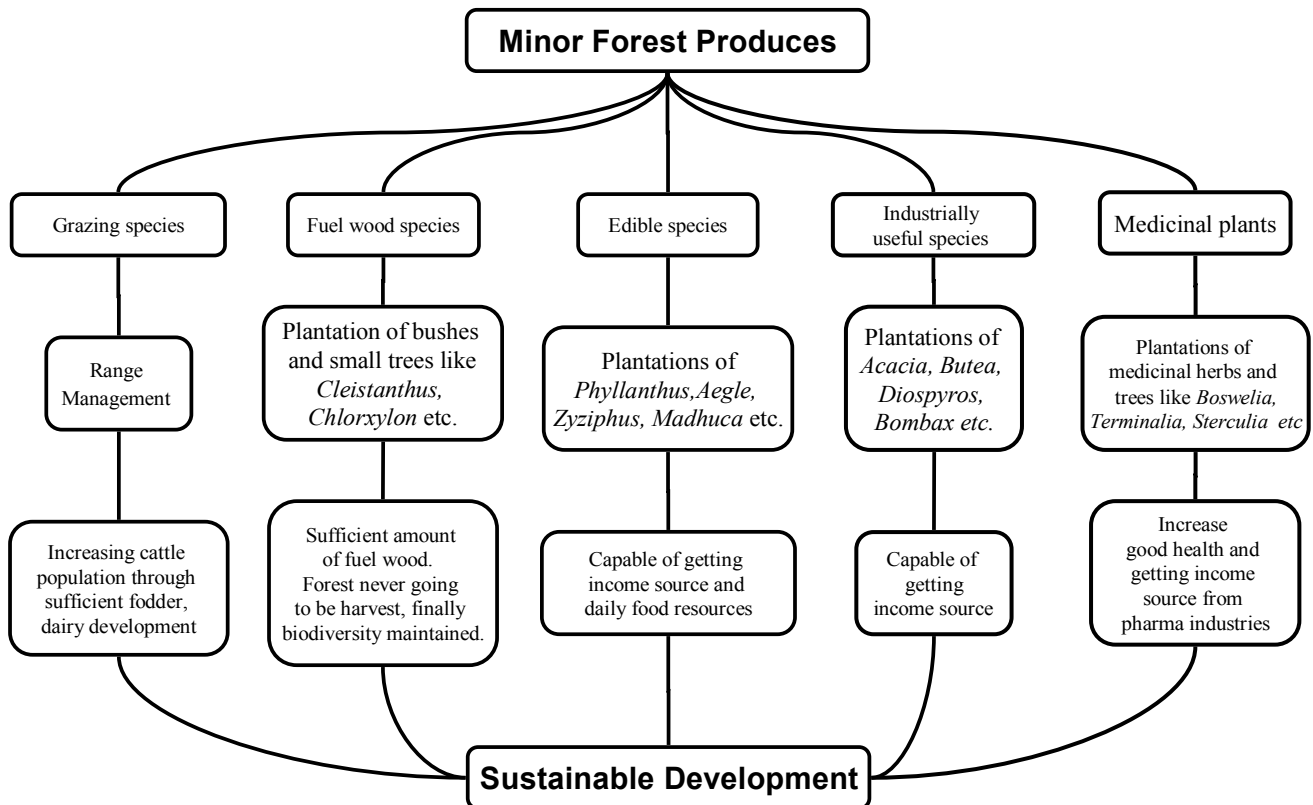 Minor Forest Produces
Grazing species
Fuel wood species
Edible species
Industrially
useful species
Medicinal plants
Range
Management
Plantation of bushes
and small trees like
Cleistanthus,
Chlorxylon etc.
Plantations of
Phyllanthus,Aegle,
Zyziphus, Madhuca etc.
Plantations of
Acacia, Butea,
Diospyros,
Bombax etc.
Plantations of
medicinal herbs and
trees like Boswelia,
Terminalia, Sterculia etc
Increasing cattle
population through
sufficient fodder,
dairy development
Sufficient amount
of fuel wood.
Forest never going
to be harvest, finally
biodiversity maintained.
Capable of getting
income source and
daily food resources
Capable of
getting
income source
Increase
good health and
getting income
source from
pharma industries
Sustainable Development